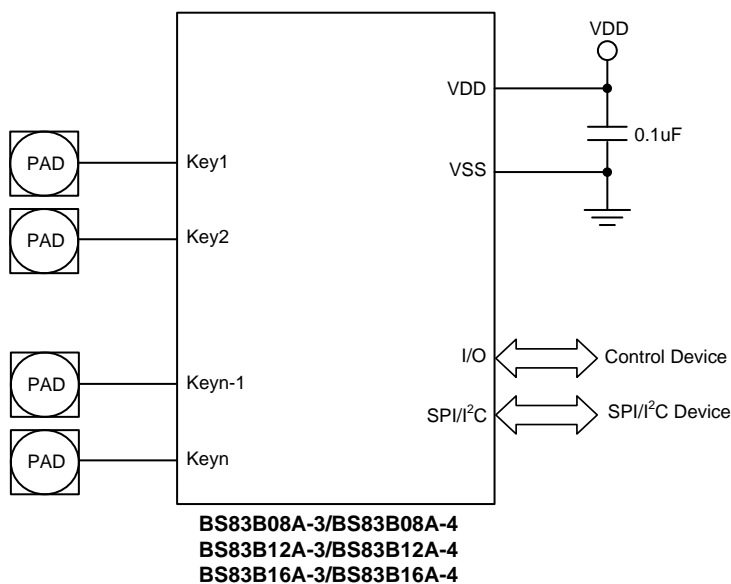 VDD
VDD
0.1uF
PAD
Key1
VSS
PAD
Key2
I/O
Control Device
PAD
Keyn-1
SPI/I²C
SPI/I²C Device
PAD
Keyn
BS83B08A-3/BS83B08A-4
BS83B12A-3/BS83B12A-4
BS83B16A-3/BS83B16A-4